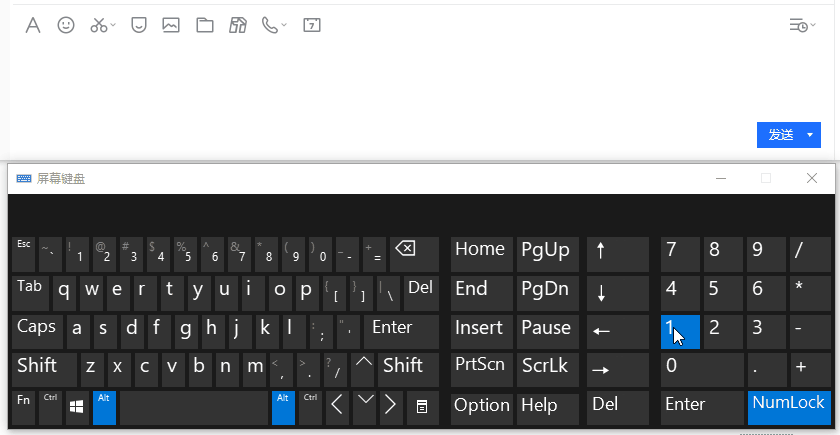 7
发送
屏幕键盘
Esc ~ ` ! 1 @ 2 # 3 $ 4 % 5 ^ 6 & 7 * 8 ( 9 ) 0 _ - + = Home PgUp ↑ 7 8 9 /
Tab q w e r t y u i o p { [ } ] | \ Del End PgDn ↓ 4 5 6 *
Caps a s d f g h j k l : ; " ' Enter Insert Pause ← 1 2 3 -
Shift z x c v b n m < , > . ? / Shift PrtScn ScrLk → 0 . +
Fn Ctrl Alt Alt Ctrl Option Help Del Enter NumLock